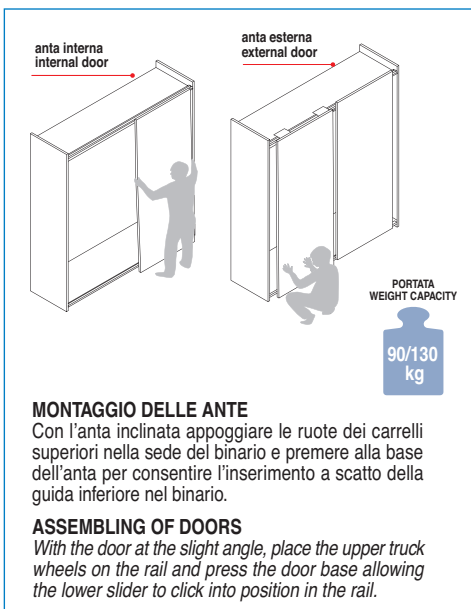 anta interna
internal door
anta esterna
external door
PORTATA
WEIGHT CAPACITY
90/130
kg
MONTAGGIO DELLE ANTE
Con l’anta inclinata appoggiare le ruote dei carrelli
superiori nella sede del binario e premere alla base
dell’anta per consentire l’inserimento a scatto della
guida inferiore nel binario.
ASSEMBLING OF DOORS
With the door at the slight angle, place the upper truck
wheels on the rail and press the door base allowing
the lower slider to click into position in the rail.